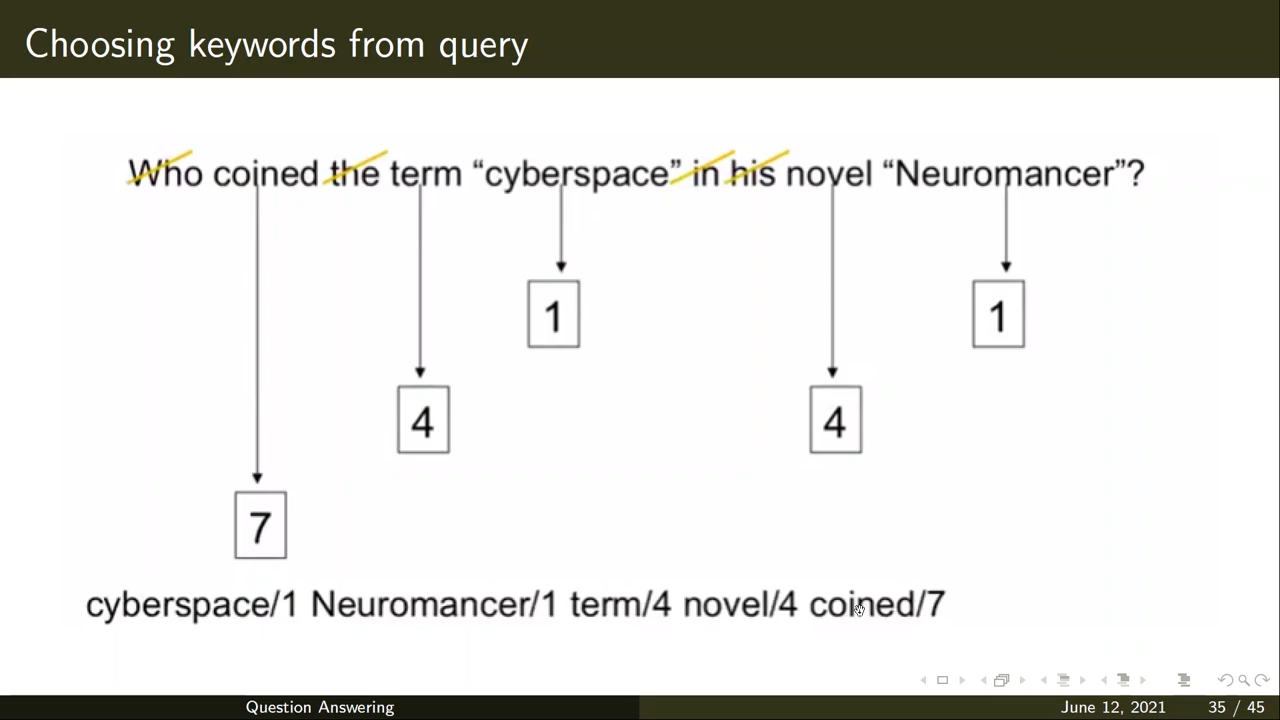 Choosing keywords from query
Who coined the term “cyberspace” in his novel “Neuromancer”?
1
1
4
4
7
cyberspace/1 Neuromancer/1 term/4 novel/4 coined/7
Question Answering
June 12, 2021
35 / 45